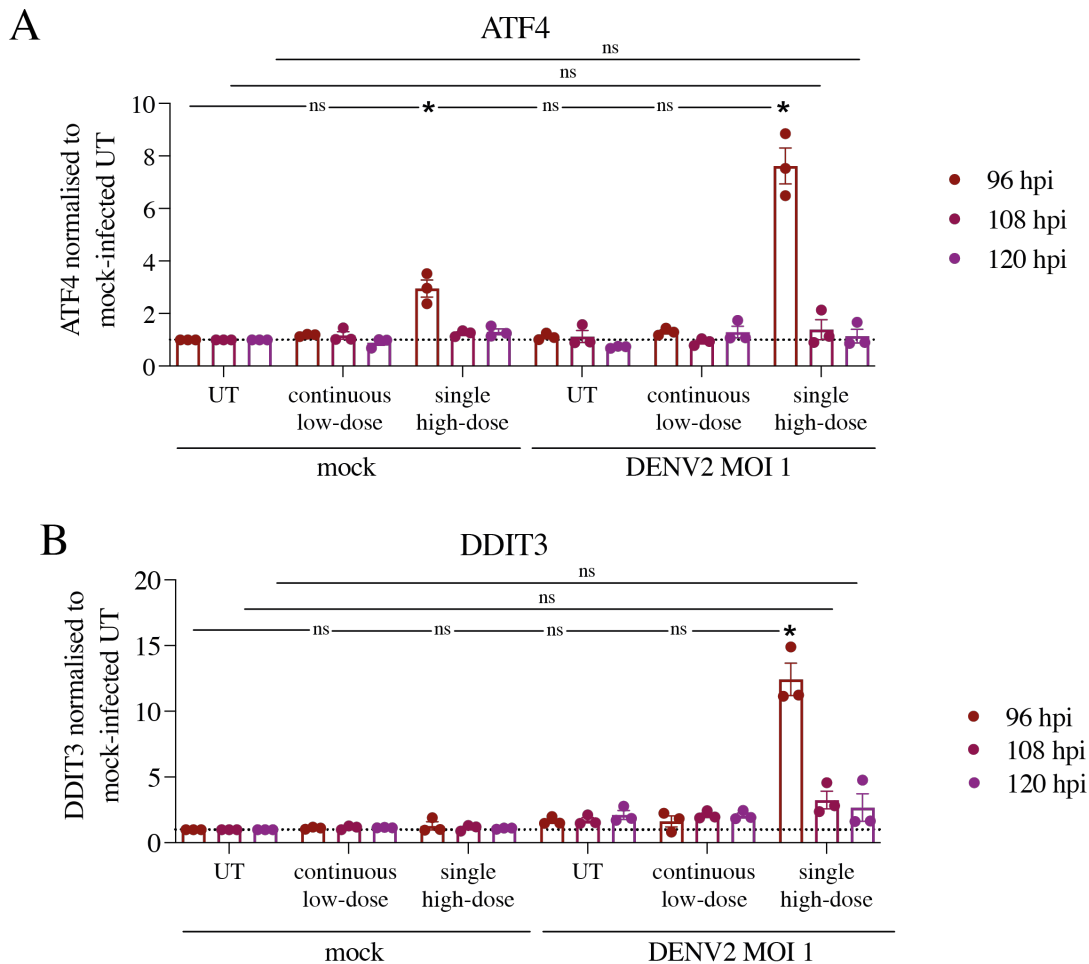 A
ATF4
ns
ns
ns * ns ns *
ATF4 normalised to
mock-infected UT
10
8
6
4
2
0
96 hpi
108 hpi
120 hpi
UT continuous single UT continuous single
low-dose high-dose low-dose high-dose
mock DENV2 MOI 1
B
DDIT3
ns
ns
ns ns ns ns *
DDIT3 normalised to
mock-infected UT
20
15
10
5
0
96 hpi
108 hpi
120 hpi
UT continuous single UT continuous single
low-dose high-dose low-dose high-dose
mock DENV2 MOI 1